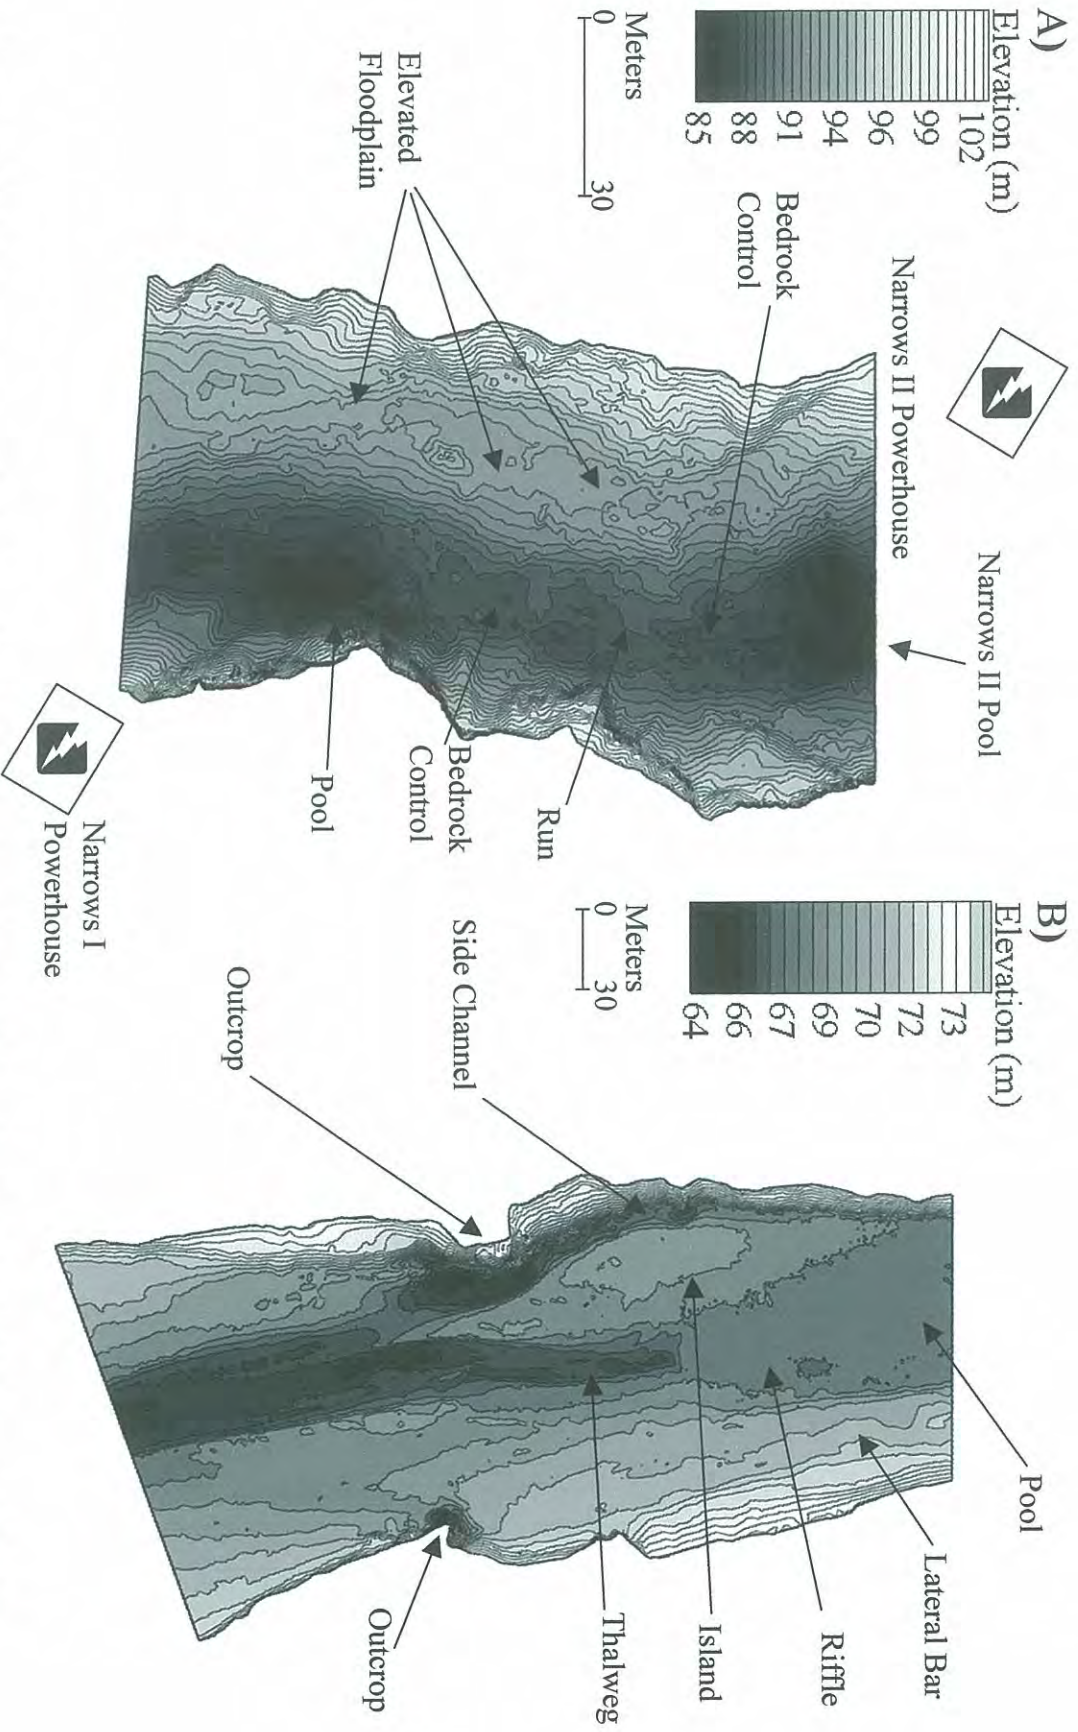 A)
Elevation (m)
102
99
96
94
91
88
85
Meters
0
30
Narrows II Powerhouse
Narrows II Pool
Bedrock
Control
Elevated
Floodplain
Run
Bedrock
Control
Pool
Narrows I
Powerhouse
B)
Elevation (m)
73
72
70
69
67
66
64
Meters
0
30
Side Channel
Outcrop
Pool
Lateral Bar
Riffle
Island
Thalweg
Outcrop